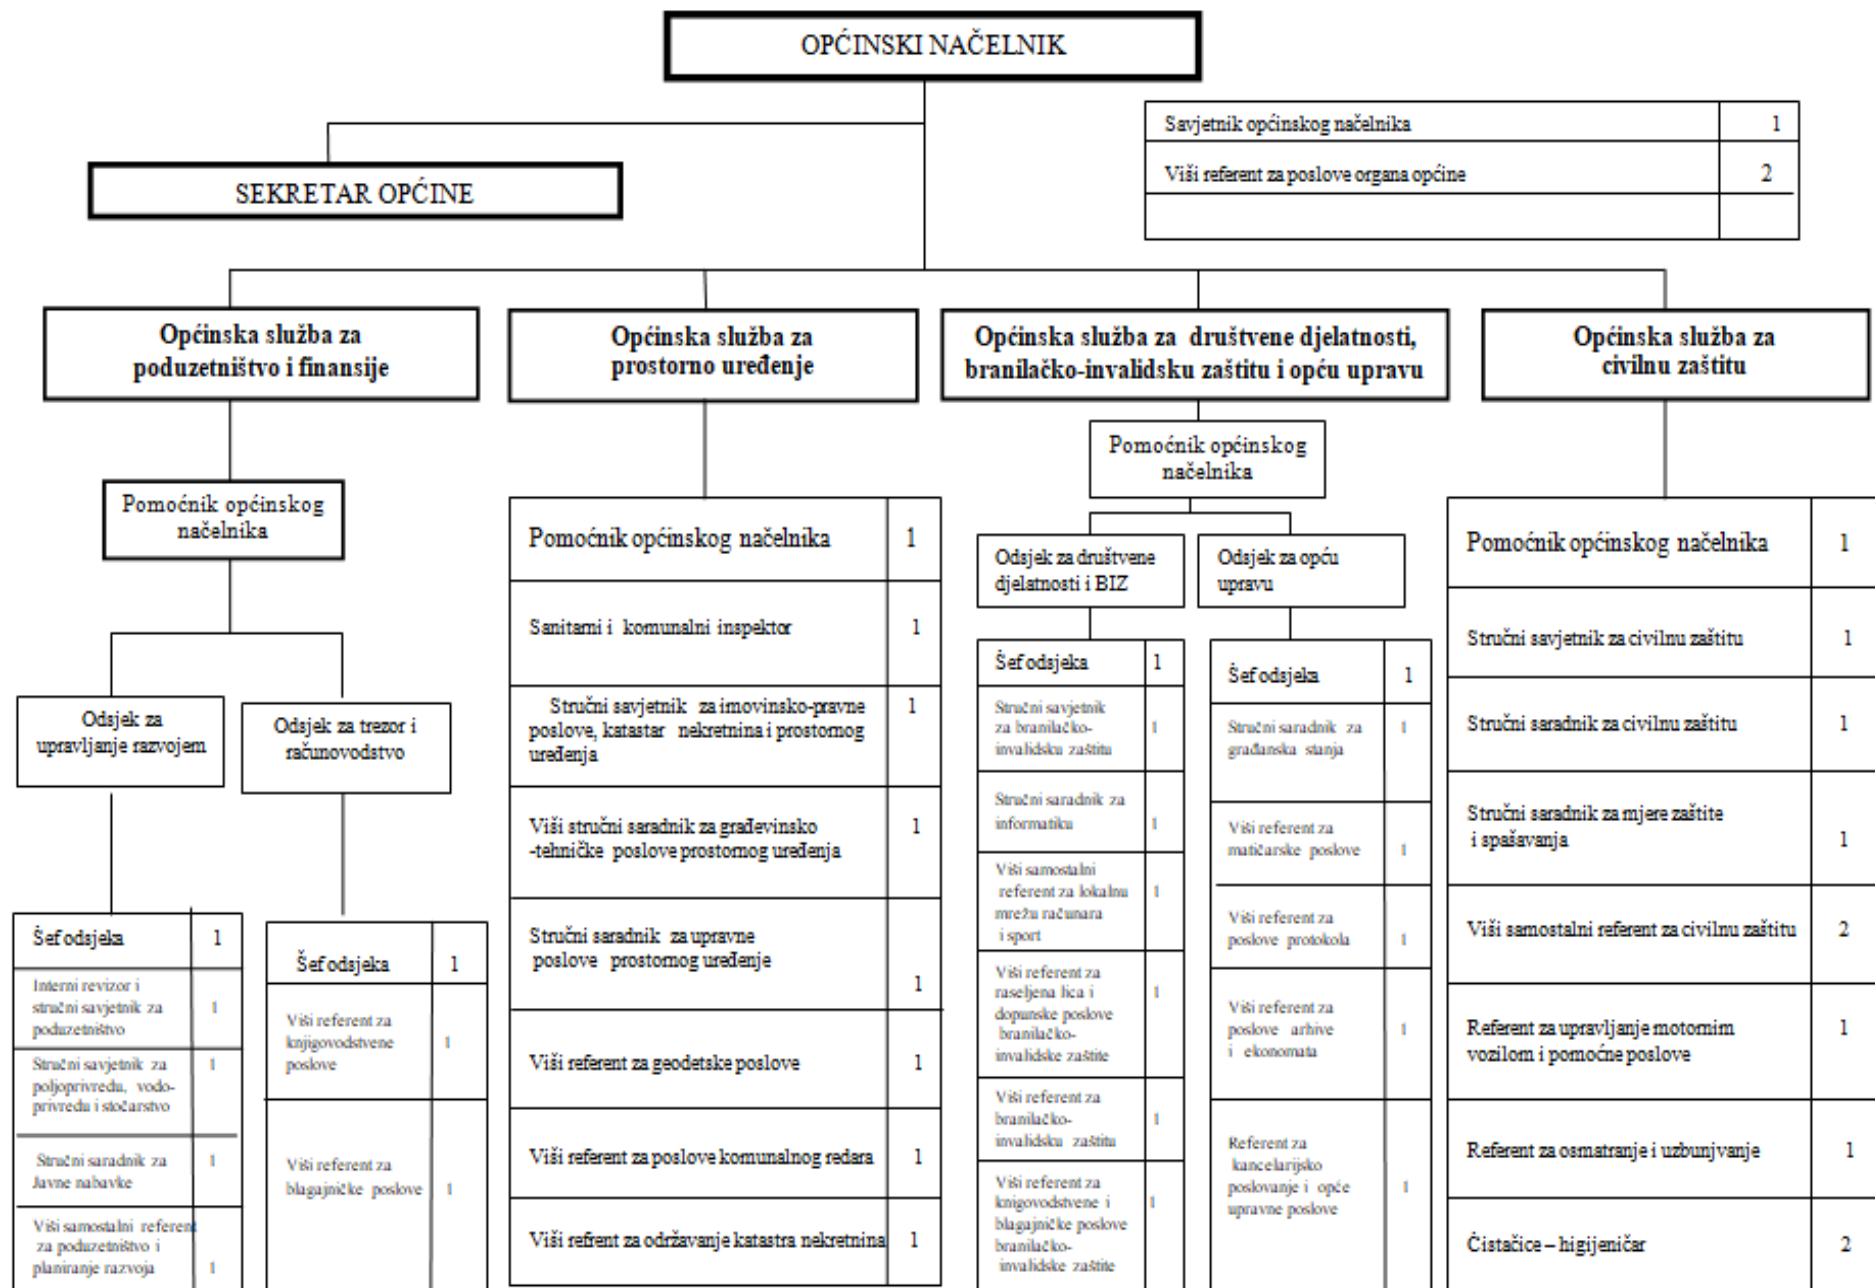 OPĆINSKI NAČELNIK
Savjetnik općinskog načelnika 1
Viši referent za poslove organa općine 2
SEKRETAR OPĆINE
Općinska služba za
poduzetništvo i finansije
Općinska služba za
prostorno uređenje
Općinska služba za društvene djelatnosti,
branilačko-invalidsku zaštitu i opću upravu
Općinska služba za
civilnu zaštitu
Pomoćnik općinskog
načelnika
Odsjek za
upravljanje razvojem
Odsjek za trezor i
računovodstvo
Šef odsjeka 1
Interni revizor i
stručni savjetnik za 1
poduzetništvo
Stručni savjetnik za 1
poljoprivredu, vodo-
privredu i stočarstvo
Stručni saradnik za 1
Javne nabavke
Viši samostalni referent
za poduzetništvo i
planiranje razvoja 1
Šef odsjeka 1
Viši referent za
knjigovodstvene 1
poslove
Viši referent za
blagajničke poslove 1
Pomoćnik općinskog načelnika 1
Sanitarni i komunalni inspektor 1
Stručni savjetnik za imovinsko-pravne 1
poslove, katastar nekretnina i prostornog
uređenja
Viši stručni saradnik za građevinsko 1
-tehničke poslove prostornog uređenja
Stručni saradnik za upravne
poslove prostornog uređenje
1
Viši referent za geodetske poslove 1
Viši referent za poslove komunalnog redara 1
Viši refrent za održavanje katastra nekretnina 1
Pomoćnik općinskog
načelnika
Odsjek za društvene
djelatnosti i BIZ
Odsjek za opću
upravu
Šef odsjeka 1
Stručni savjetnik
za branilačko- 1
invalidsku zaštitu
Stručni saradnik za
informatiku 1
Viši samostalni
referent za lokalnu 1
mrežu računara
i sport
Viši referent za
raseljena lica i 1
dopunske poslove
branilačko-
invalidske zaštite
Viši referent za
branilačko- 1
invalidsku zaštitu
Viši referent za
knigovodstvene i 1
blagajničke poslove
branilačko-
invalidske zaštite
Šef odsjeka 1
Stručni saradnik za 1
građanska stanja
Viši referent za
matičarske poslove 1
Viši referent za
poslove protokola 1
Viši referent za
poslove arhive 1
i ekonomata
Referent za
kancelarijsko
poslovanje i opće 1
upravne poslove
Pomoćnik općinskog načelnika 1
Stručni savjetnik za civilnu zaštitu 1
Stručni saradnik za civilnu zaštitu 1
Stručni saradnik za mjere zaštite
i spašavanja 1
Viši samostalni referent za civilnu zaštitu 2
Referent za upravljanje motornim 1
vozilom i pomoćne poslove
Referent za osmatranje i uzbunjvanje 1
Čistačice – higijeničar 2